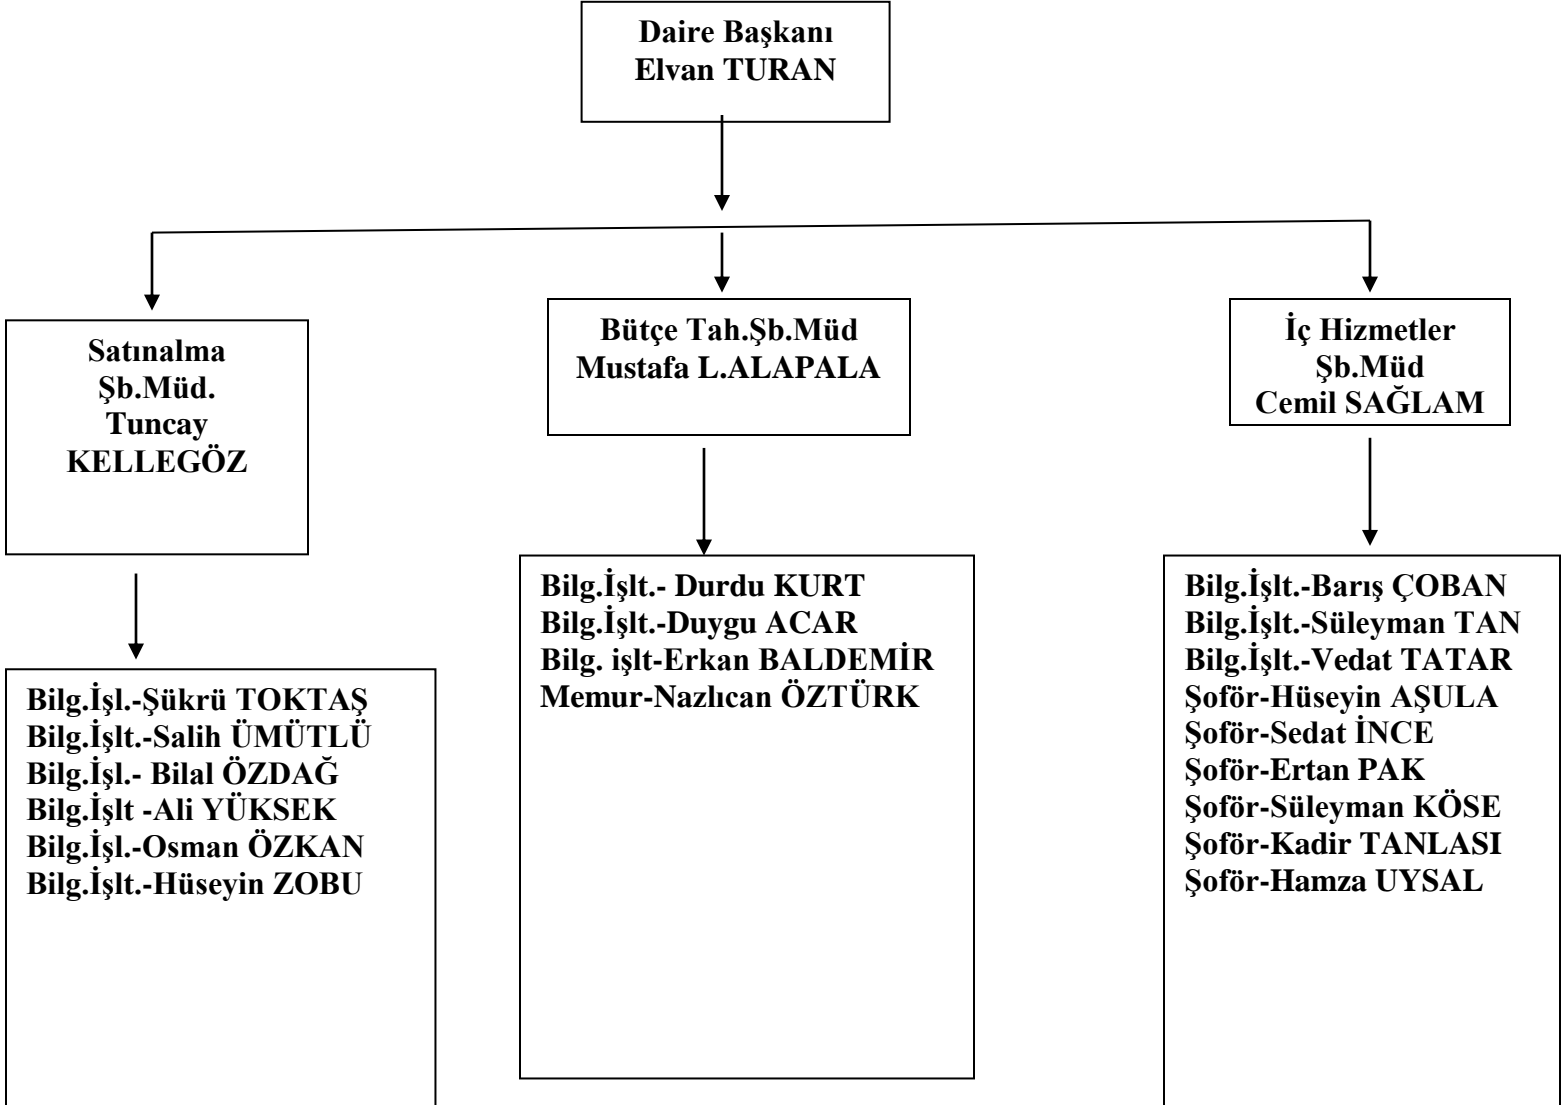 Daire Başkanı
Elvan TURAN
Satınalma
Şb.Müd.
Tuncay
KELLEGÖZ
Bütçe Tah.Şb.Müd
Mustafa L.ALAPALA
İç Hizmetler
Şb.Müd
Cemil SAĞLAM
Bilg.İşl.-Şükrü TOKTAŞ
Bilg.İşlt.-Salih ÜMÜTLÜ
Bilg.İşl.- Bilal ÖZDAĞ
Bilg.İşlt -Ali YÜKSEK
Bilg.İşl.-Osman ÖZKAN
Bilg.İşlt.-Hüseyin ZOBU
Bilg.İşlt.- Durdu KURT
Bilg.İşlt.-Duygu ACAR
Bilg. işlt-Erkan BALDEMİR
Memur-Nazlıcan ÖZTÜRK
Bilg.İşlt.-Barış ÇOBAN
Bilg.İşlt.-Süleyman TAN
Bilg.İşlt.-Vedat TATAR
Şoför-Hüseyin AŞULA
Şoför-Sedat İNCE
Şoför-Ertan PAK
Şoför-Süleyman KÖSE
Şoför-Kadir TANLASI
Şoför-Hamza UYSAL